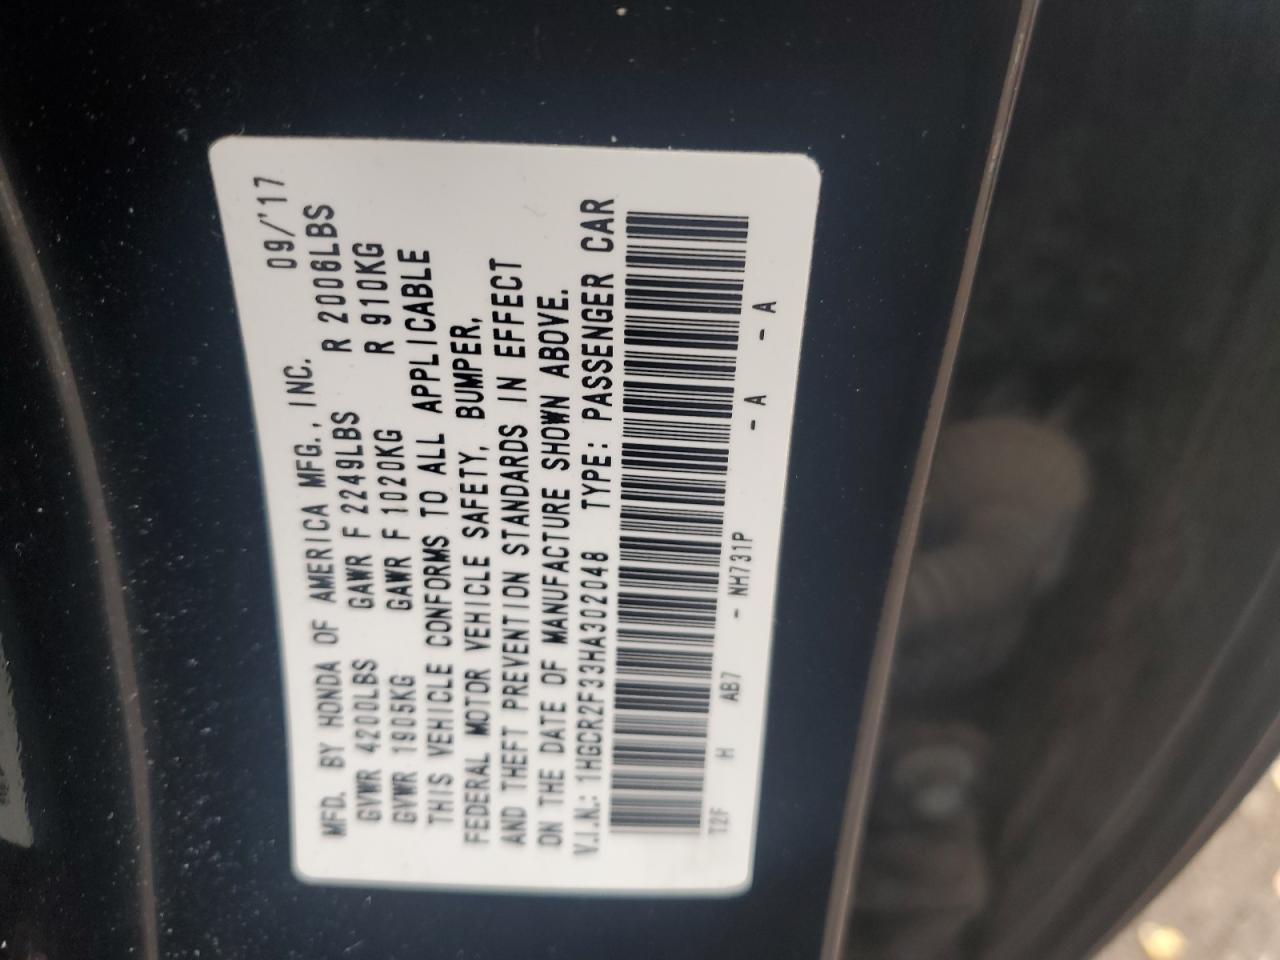 MFD. BY HONDA OF AMERICA MFG., INC. 09/'17
GVWR 4200LBS GAWR F 2249LBS R 2006LBS
GVWR 1905KG GAWR F 1020KG R 910KG
THIS VEHICLE CONFORMS TO ALL APPLICABLE
FEDERAL MOTOR VEHICLE SAFETY, BUMPER,
AND THEFT PREVENTION STANDARDS IN EFFECT
ON THE DATE OF MANUFACTURE SHOWN ABOVE.
V.I.N.: 1HGCR2F33HA302048 TYPE: PASSENGER CAR
T2F H AB7 - NH731P - A - A